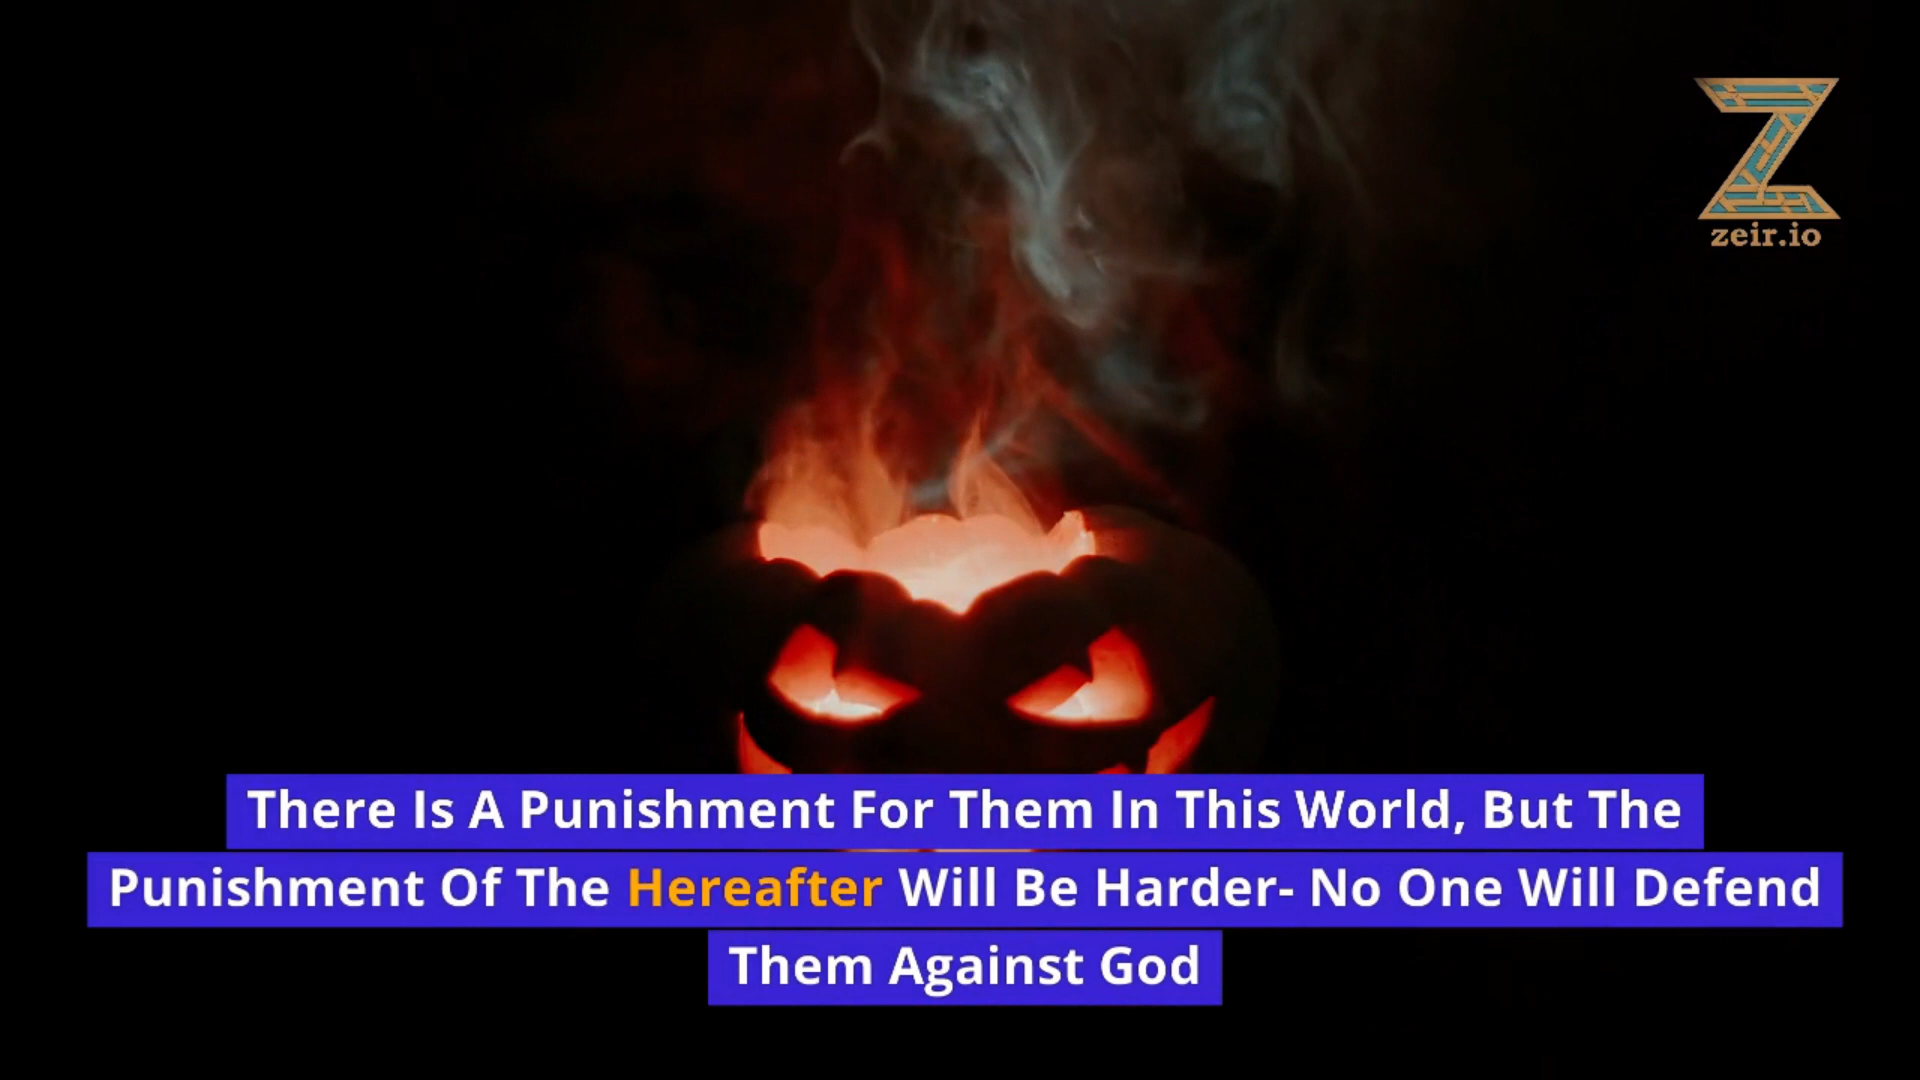 zeir.io
There Is A Punishment For Them In This World, But The
Punishment Of The Hereafter Will Be Harder- No One Will Defend
Them Against God